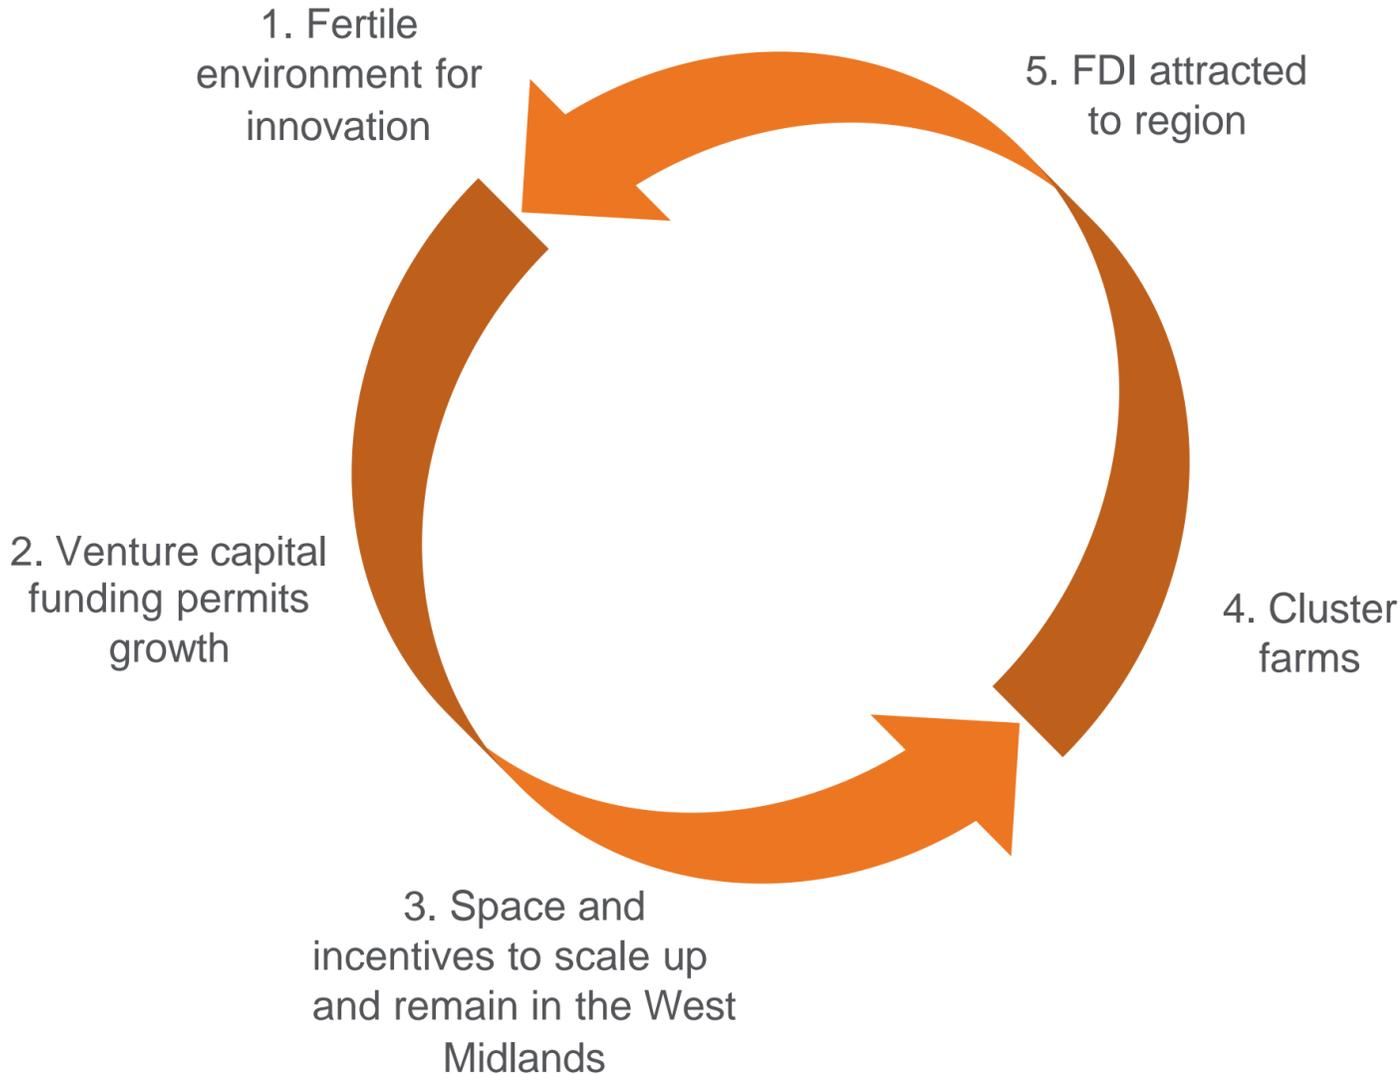 1. Fertile
environment for
innovation
2. Venture capital
funding permits
growth
3. Space and
incentives to scale up
and remain in the West
Midlands
4. Cluster
farms
5. FDI attracted
to region